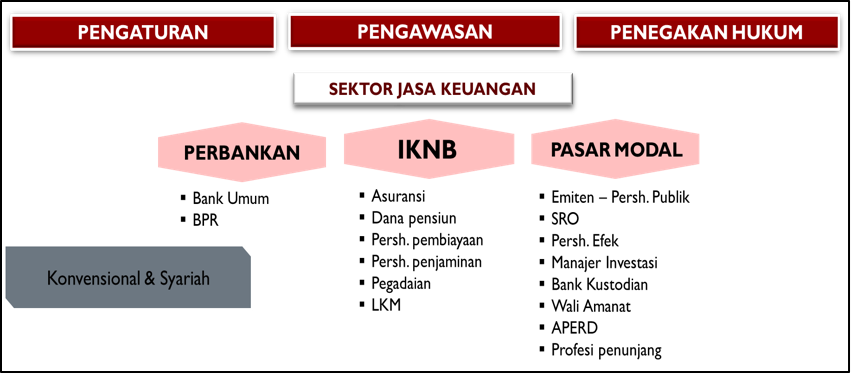 PENGATURAN
PENGAWASAN
PENEGAKAN HUKUM
SEKTOR JASA KEUANGAN
PERBANKAN
▪ Bank Umum
▪ BPR
Konvensional & Syariah
IKNB
▪ Asuransi
▪ Dana pensiun
▪ Persh. pembiayaan
▪ Persh. penjaminan
▪ Pegadaian
▪ LKM
PASAR MODAL
▪ Emiten – Persh. Publik
▪ SRO
▪ Persh. Efek
▪ Manajer Investasi
▪ Bank Kustodian
▪ Wali Amanat
▪ APERD
▪ Profesi penunjang